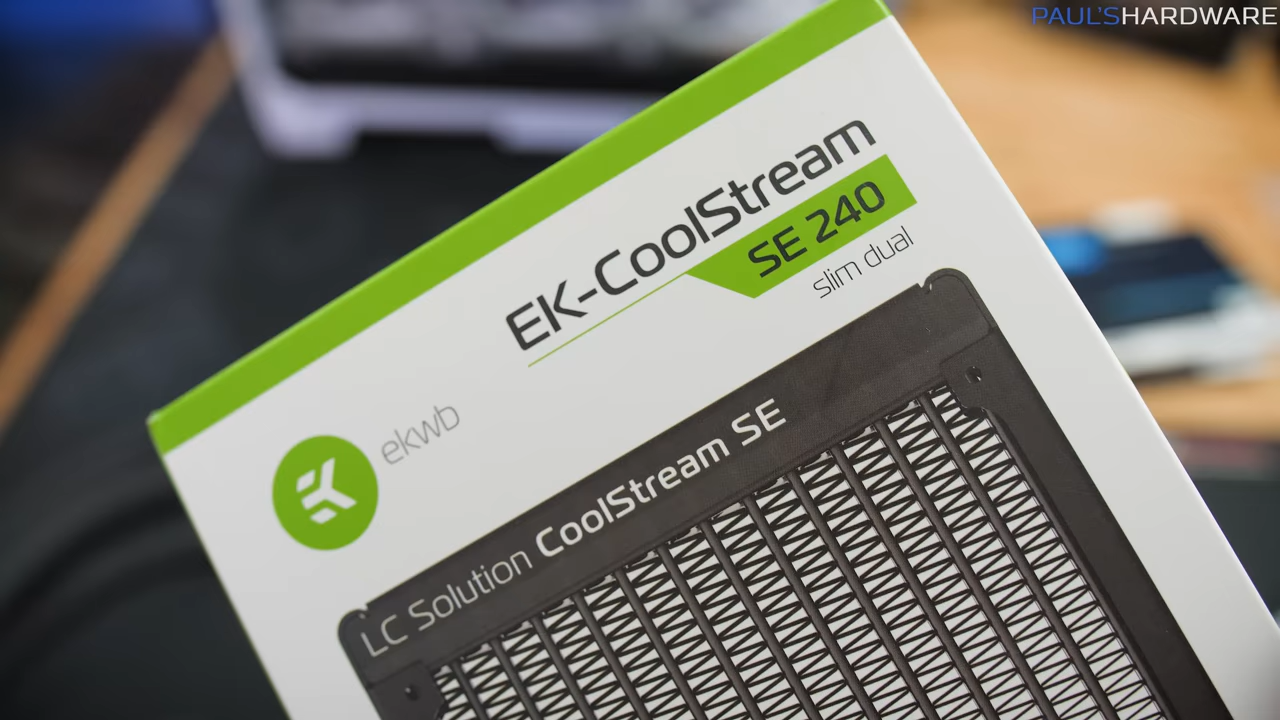 PAUL'SHARDWARE
EK-CoolStream
SE 240
slim dual
ekwb
LC Solution CoolStream SE